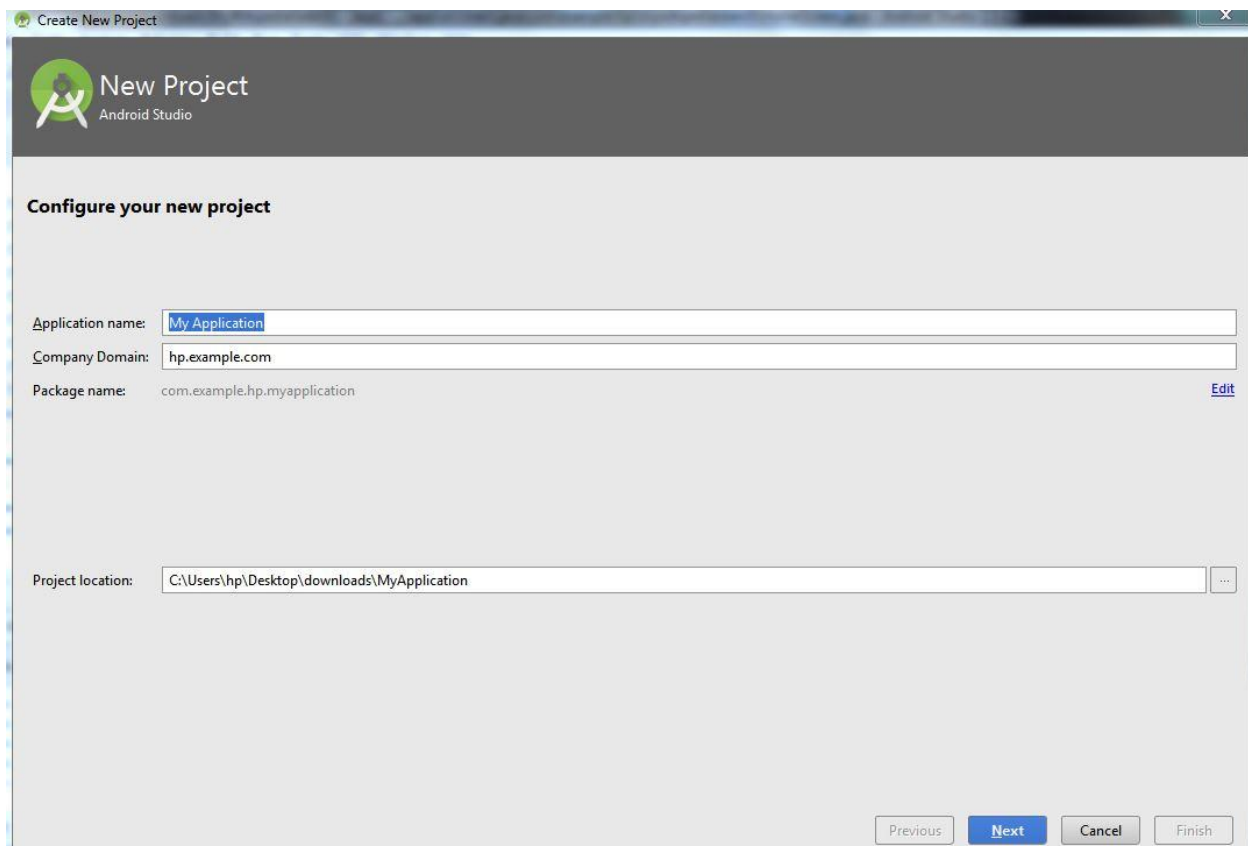 Create New Project
X
New Project
Android Studio
Configure your new project
Application name: My Application
Company Domain: hp.example.com
Package name: com.example.hp.myapplication Edit
Project location: C:\Users\hp\Desktop\downloads\MyApplication ...
Previous Next Cancel Finish